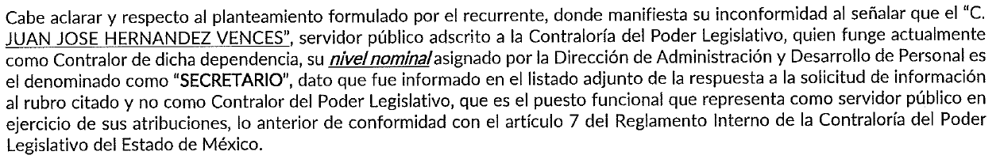 Cabe aclarar y respecto al planteamiento formulado por el recurrente, donde manifiesta su inconformidad al señalar que el “C.
JUAN JOSE HERNANDEZ VENCES”, servidor público adscrito a la Contraloría del Poder Legislativo, quien funge actualmente
como Contralor de dicha dependencia, su nivel nominal asignado por la Dirección de Administración y Desarrollo de Personal es
el denominado como “SECRETARIO”, dato que fue informado en el listado adjunto de la respuesta a la solicitud de información
al rubro citado y no como Contralor del Poder Legislativo, que es el puesto funcional que representa como servidor público en
ejercicio de sus atribuciones, lo anterior de conformidad con el artículo 7 del Reglamento Interno de la Contraloría del Poder
Legislativo del Estado de México.